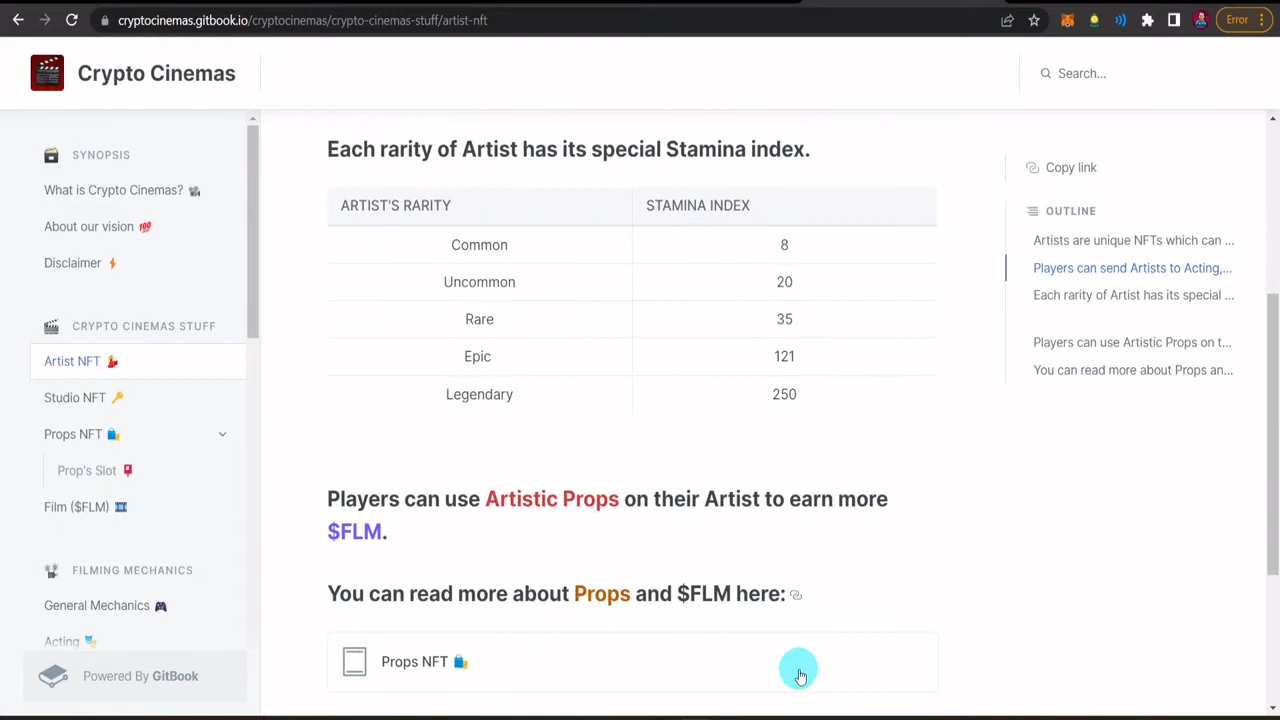 cryptocinemas.gitbook.io/cryptocinemas/crypto-cinemas-stuff/artist-nft
Error
Crypto Cinemas
Search...
SYNOPSIS
What is Crypto Cinemas?
About our vision
Disclaimer
CRYPTO CINEMAS STUFF
Artist NFT
Studio NFT
Props NFT
Prop's Slot
Film ($FLM)
FILMING MECHANICS
General Mechanics
Acting
Powered By GitBook
Each rarity of Artist has its special Stamina index.
ARTIST'S RARITY STAMINA INDEX
Common 8
Uncommon 20
Rare 35
Epic 121
Legendary 250
Players can use Artistic Props on their Artist to earn more
$FLM.
You can read more about Props and $FLM here:
Props NFT
Copy link
OUTLINE
Artists are unique NFTs which can ...
Players can send Artists to Acting,...
Each rarity of Artist has its special ...
Players can use Artistic Props on t...
You can read more about Props an...